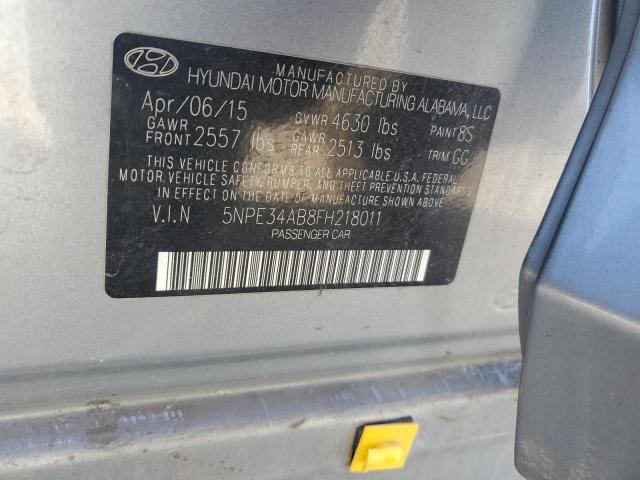 MANUFACTURED BY
HYUNDAI MOTOR MANUFACTURING ALABAMA, LLC
Apr/06/15 GVWR 4630 lbs PAINT 8S
GAWR FRONT 2557 lbs GAWR REAR 2513 lbs TRIM GG
THIS VEHICLE CONFORMS TO ALL APPLICABLE U.S.A. FEDERAL
MOTOR VEHICLE SAFETY, BUMPER, AND THEFT PREVENTION STANDARDS
IN EFFECT ON THE DATE OF MANUFACTURE SHOWN ABOVE.
V.I.N 5NPE34AB8FH218011
PASSENGER CAR